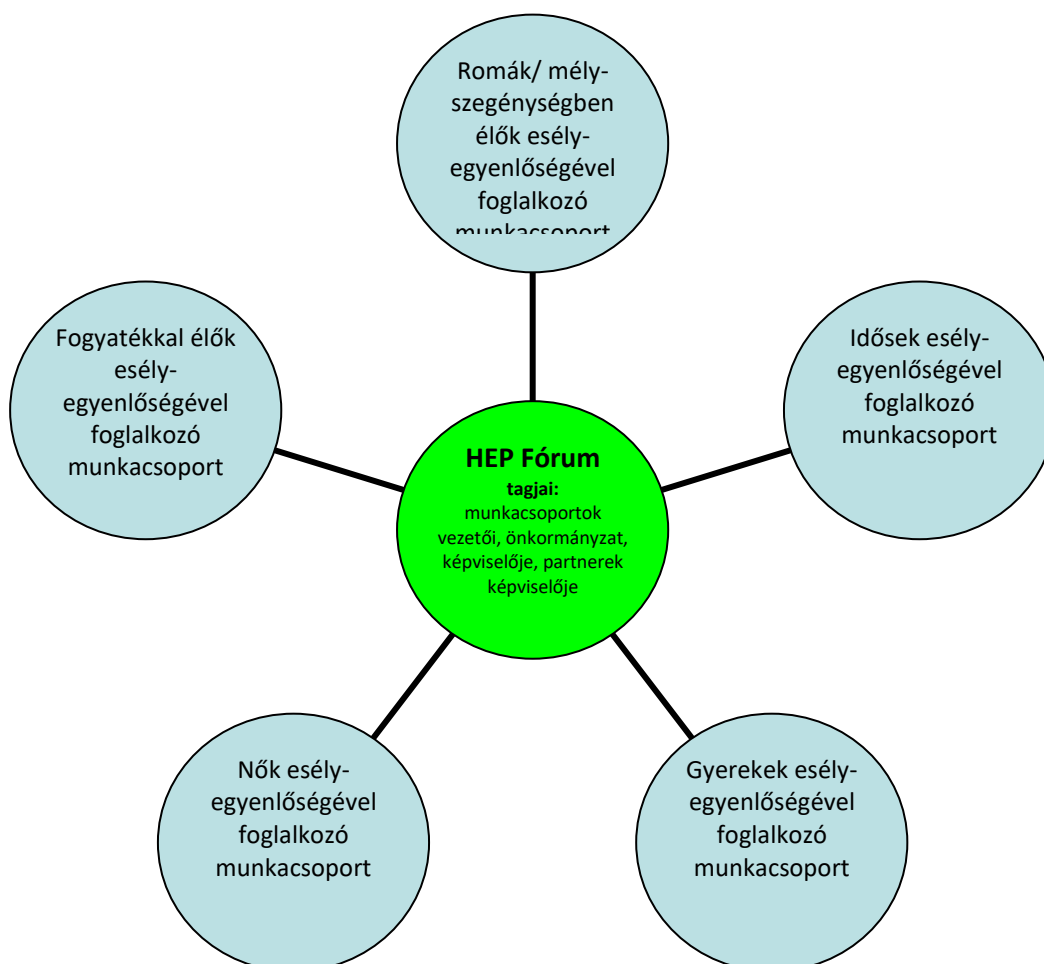 Romák/ mély-
szegénységben
élők esély-
egyenlőségével
foglalkozó
munkacsoport
Fogyatékkal élők
esély-
egyenlőségével
foglalkozó
munkacsoport
Idősek esély-
egyenlőségével
foglalkozó
munkacsoport
HEP Fórum
tagjai:
munkacsoportok
vezetői, önkormányzat,
képviselője, partnerek
képviselője
Nők esély-
egyenlőségével
foglalkozó
munkacsoport
Gyerekek esély-
egyenlőségével
foglalkozó
munkacsoport